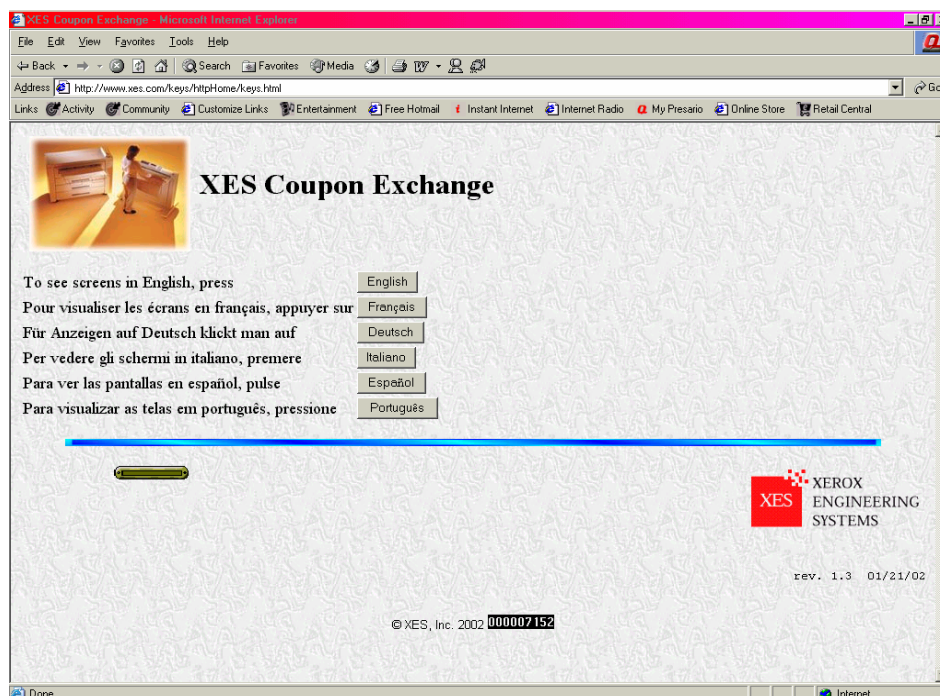 XES Coupon Exchange - Microsoft Internet Explorer
File Edit View Favorites Tools Help
Back Search Favorites Media
Address http://www.xes.com/keys/httpHome/keys.html Go
Links Activity Community Customize Links Entertainment Free Hotmail Instant Internet Internet Radio My Presario Online Store Retail Central
XES Coupon Exchange
To see screens in English, press English
Pour visualiser les écrans en français, appuyer sur Français
Für Anzeigen auf Deutsch klickt man auf Deutsch
Per vedere gli schermi in italiano, premere Italiano
Para ver las pantallas en español, pulse Español
Para visualizar as telas em português, pressione Português
XES XEROX
ENGINEERING
SYSTEMS
rev. 1.3 01/21/02
© XES, Inc. 2002 000007152
Done Internet